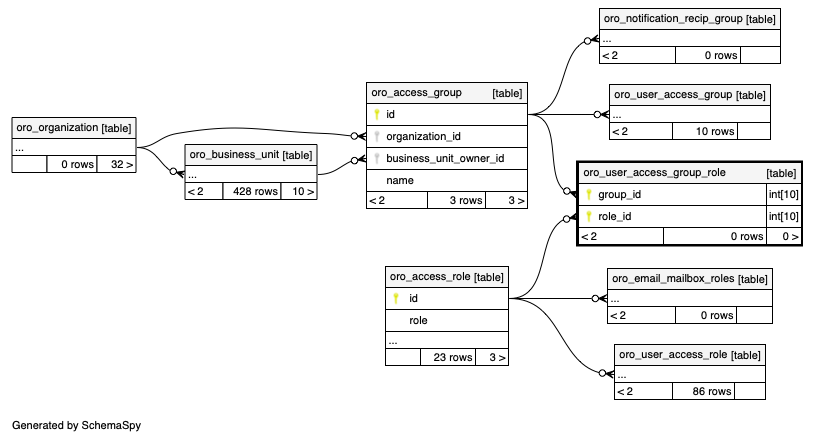 oro_notification_recip_group [table]
...
< 2 0 rows
oro_access_group [table]
id
organization_id
business_unit_owner_id
name
< 2 3 rows 3 >
oro_user_access_group [table]
...
< 2 10 rows
oro_organization [table]
...
0 rows 32 >
oro_business_unit [table]
...
< 2 428 rows 10 >
oro_user_access_group_role [table]
group_id int[10]
role_id int[10]
< 2 0 rows 0 >
oro_access_role [table]
id
role
...
23 rows 3 >
oro_email_mailbox_roles [table]
...
< 2 0 rows
oro_user_access_role [table]
...
< 2 86 rows
Generated by SchemaSpy